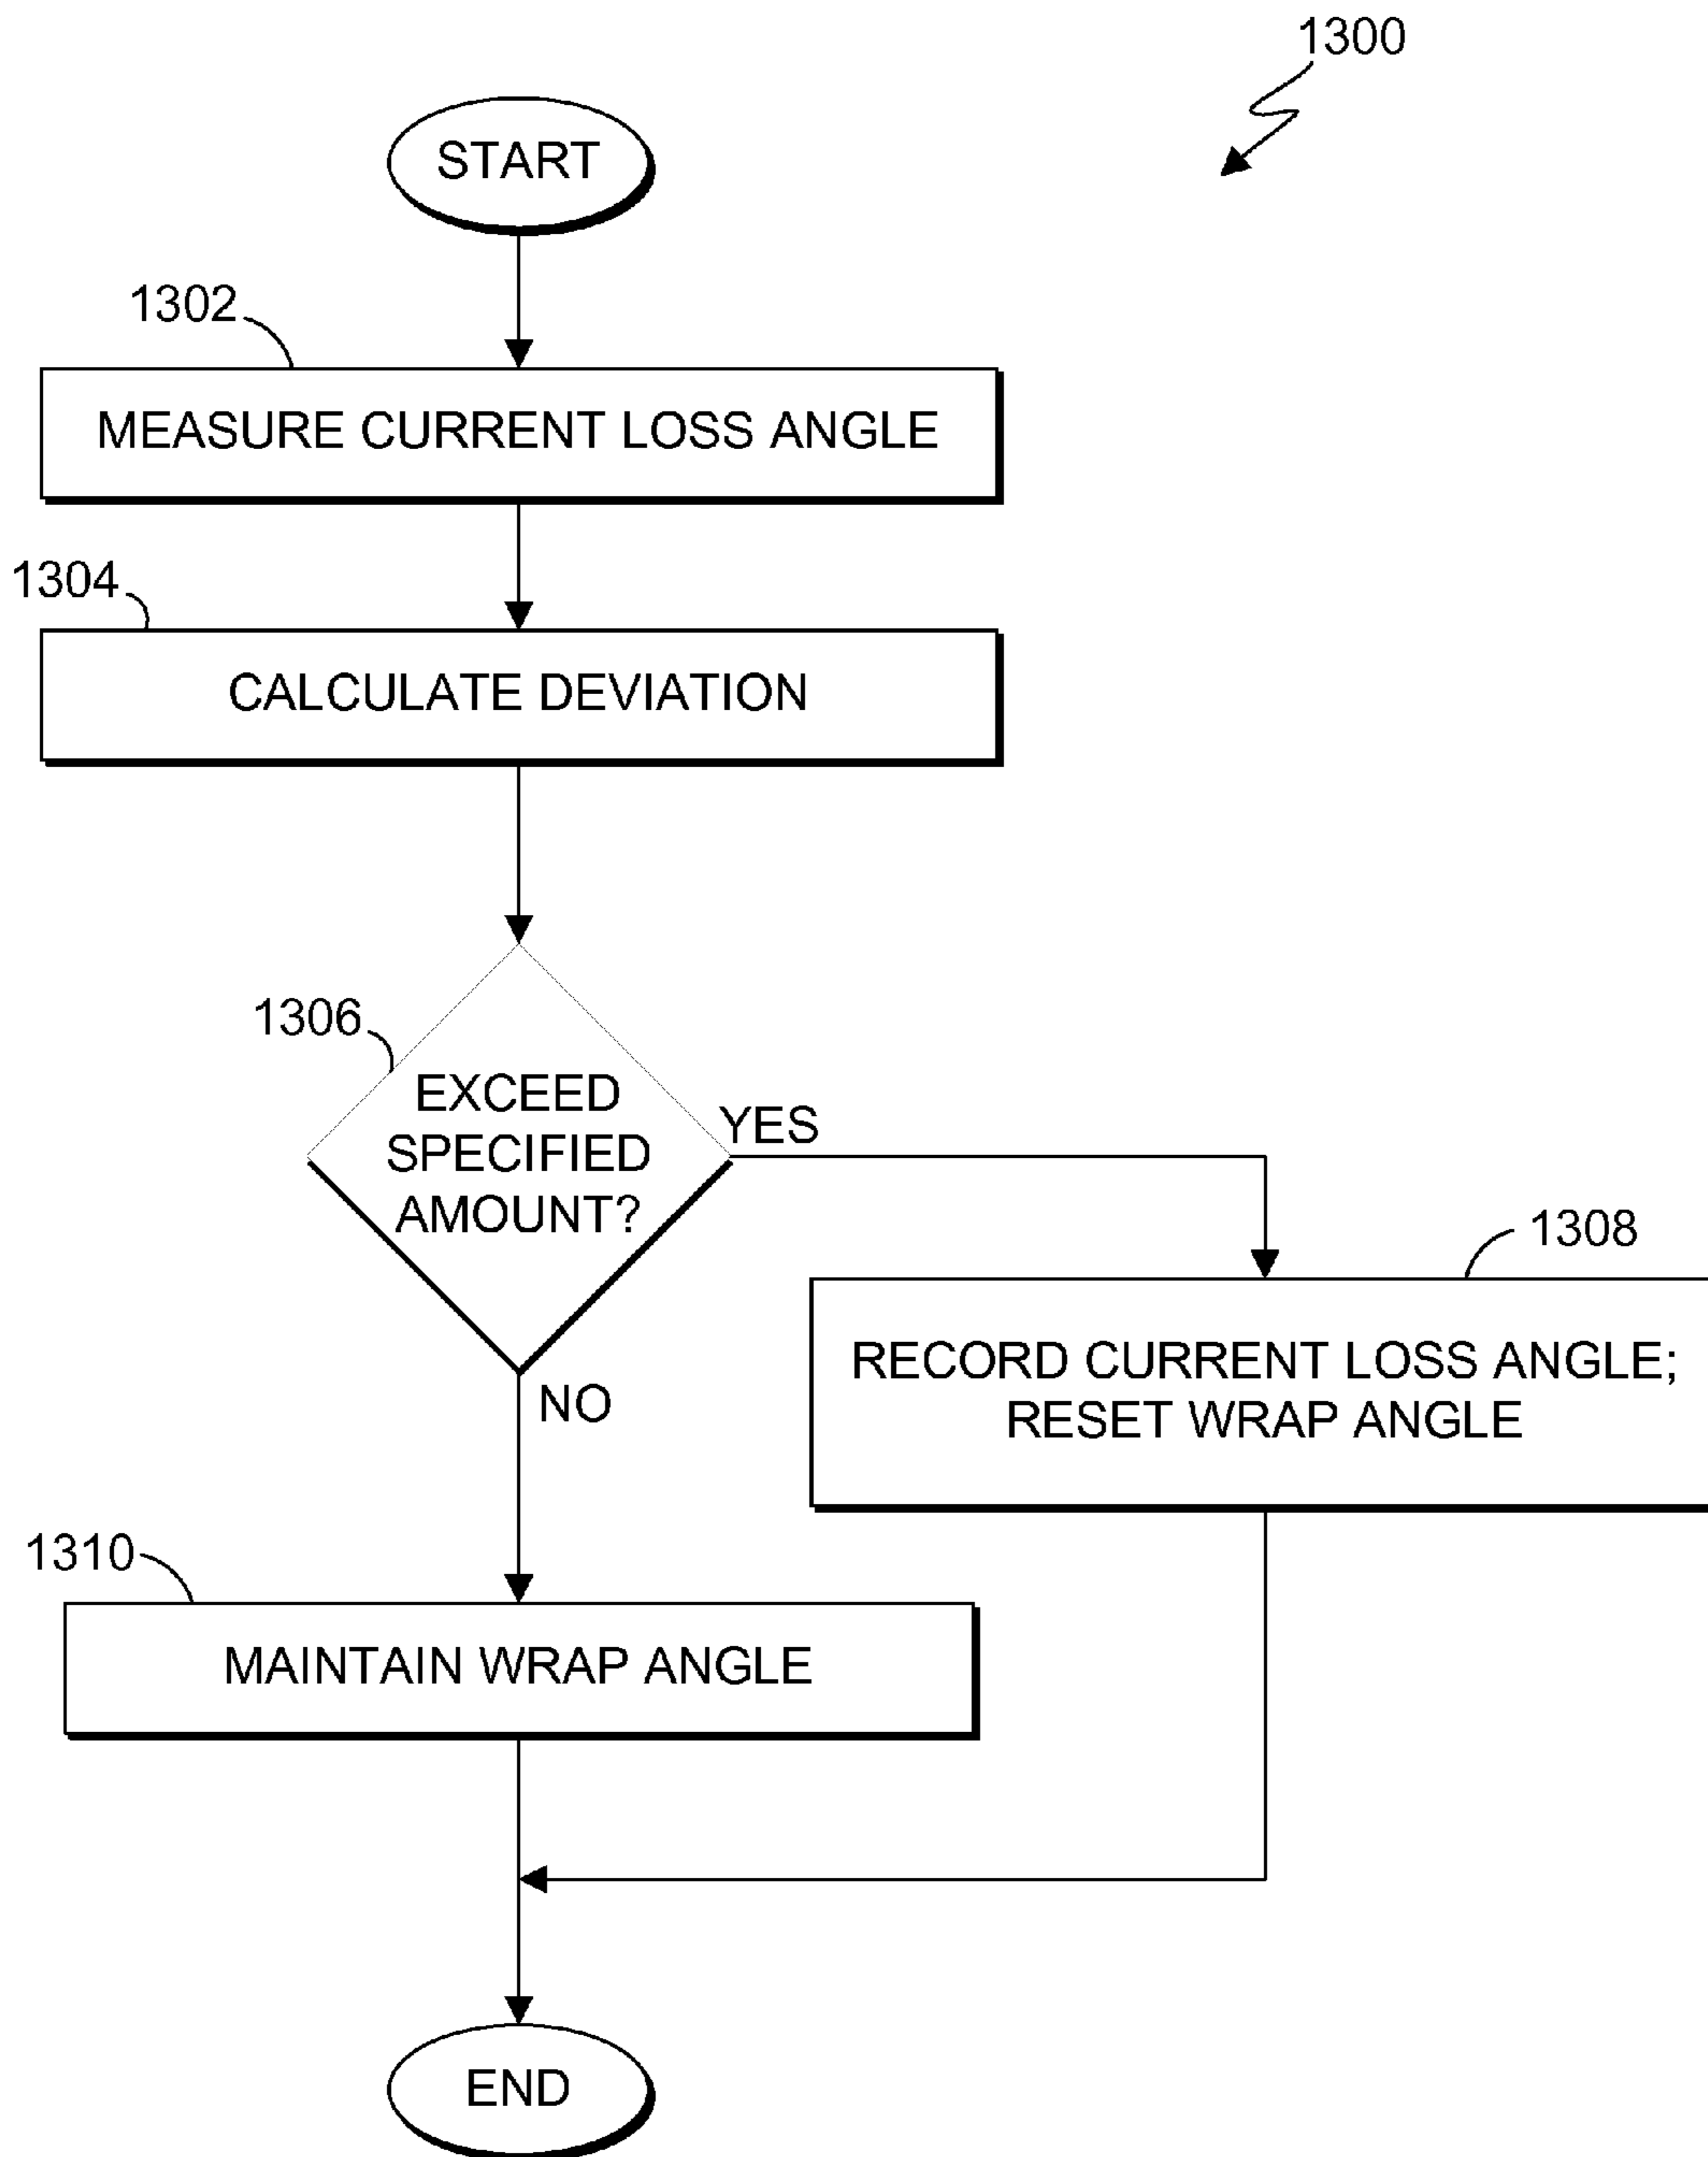 1300
START
1302
MEASURE CURRENT LOSS ANGLE
1304
CALCULATE DEVIATION
1306
EXCEED
SPECIFIED
AMOUNT?
YES
1308
RECORD CURRENT LOSS ANGLE;
RESET WRAP ANGLE
NO
1310
MAINTAIN WRAP ANGLE
END